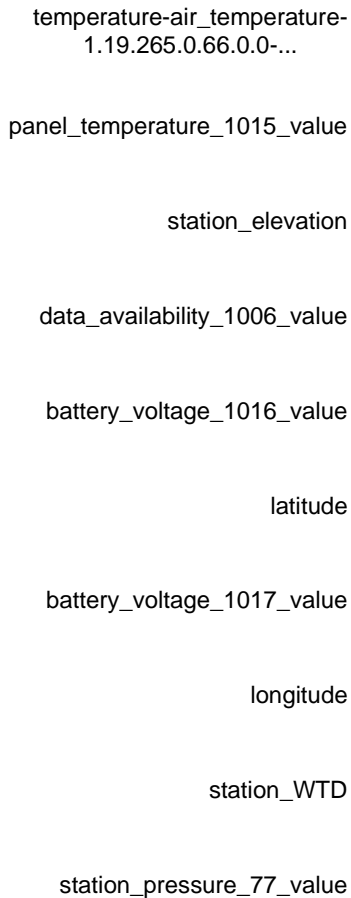 temperature-air_temperature-
1.19.265.0.66.0.0-...
panel_temperature_1015_value
station_elevation
data_availability_1006_value
battery_voltage_1016_value
latitude
battery_voltage_1017_value
longitude
station_WTD
station_pressure_77_value